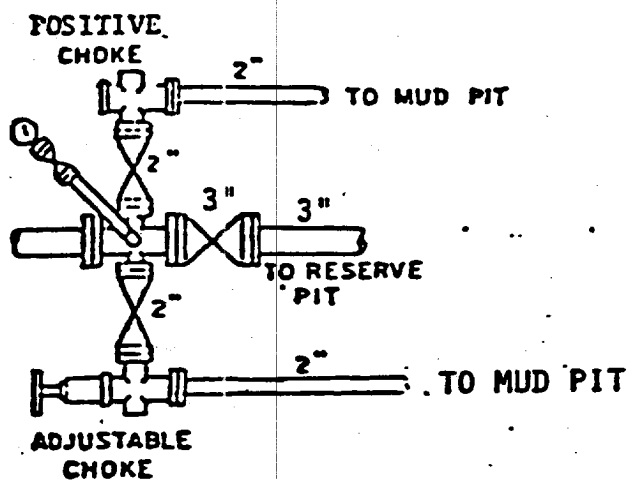 POSITIVE
CHOKE
2"
TO MUD PIT
2"
3"
3"
TO RESERVE
PIT
2"
2"
TO MUD PIT
ADJUSTABLE
CHOKE